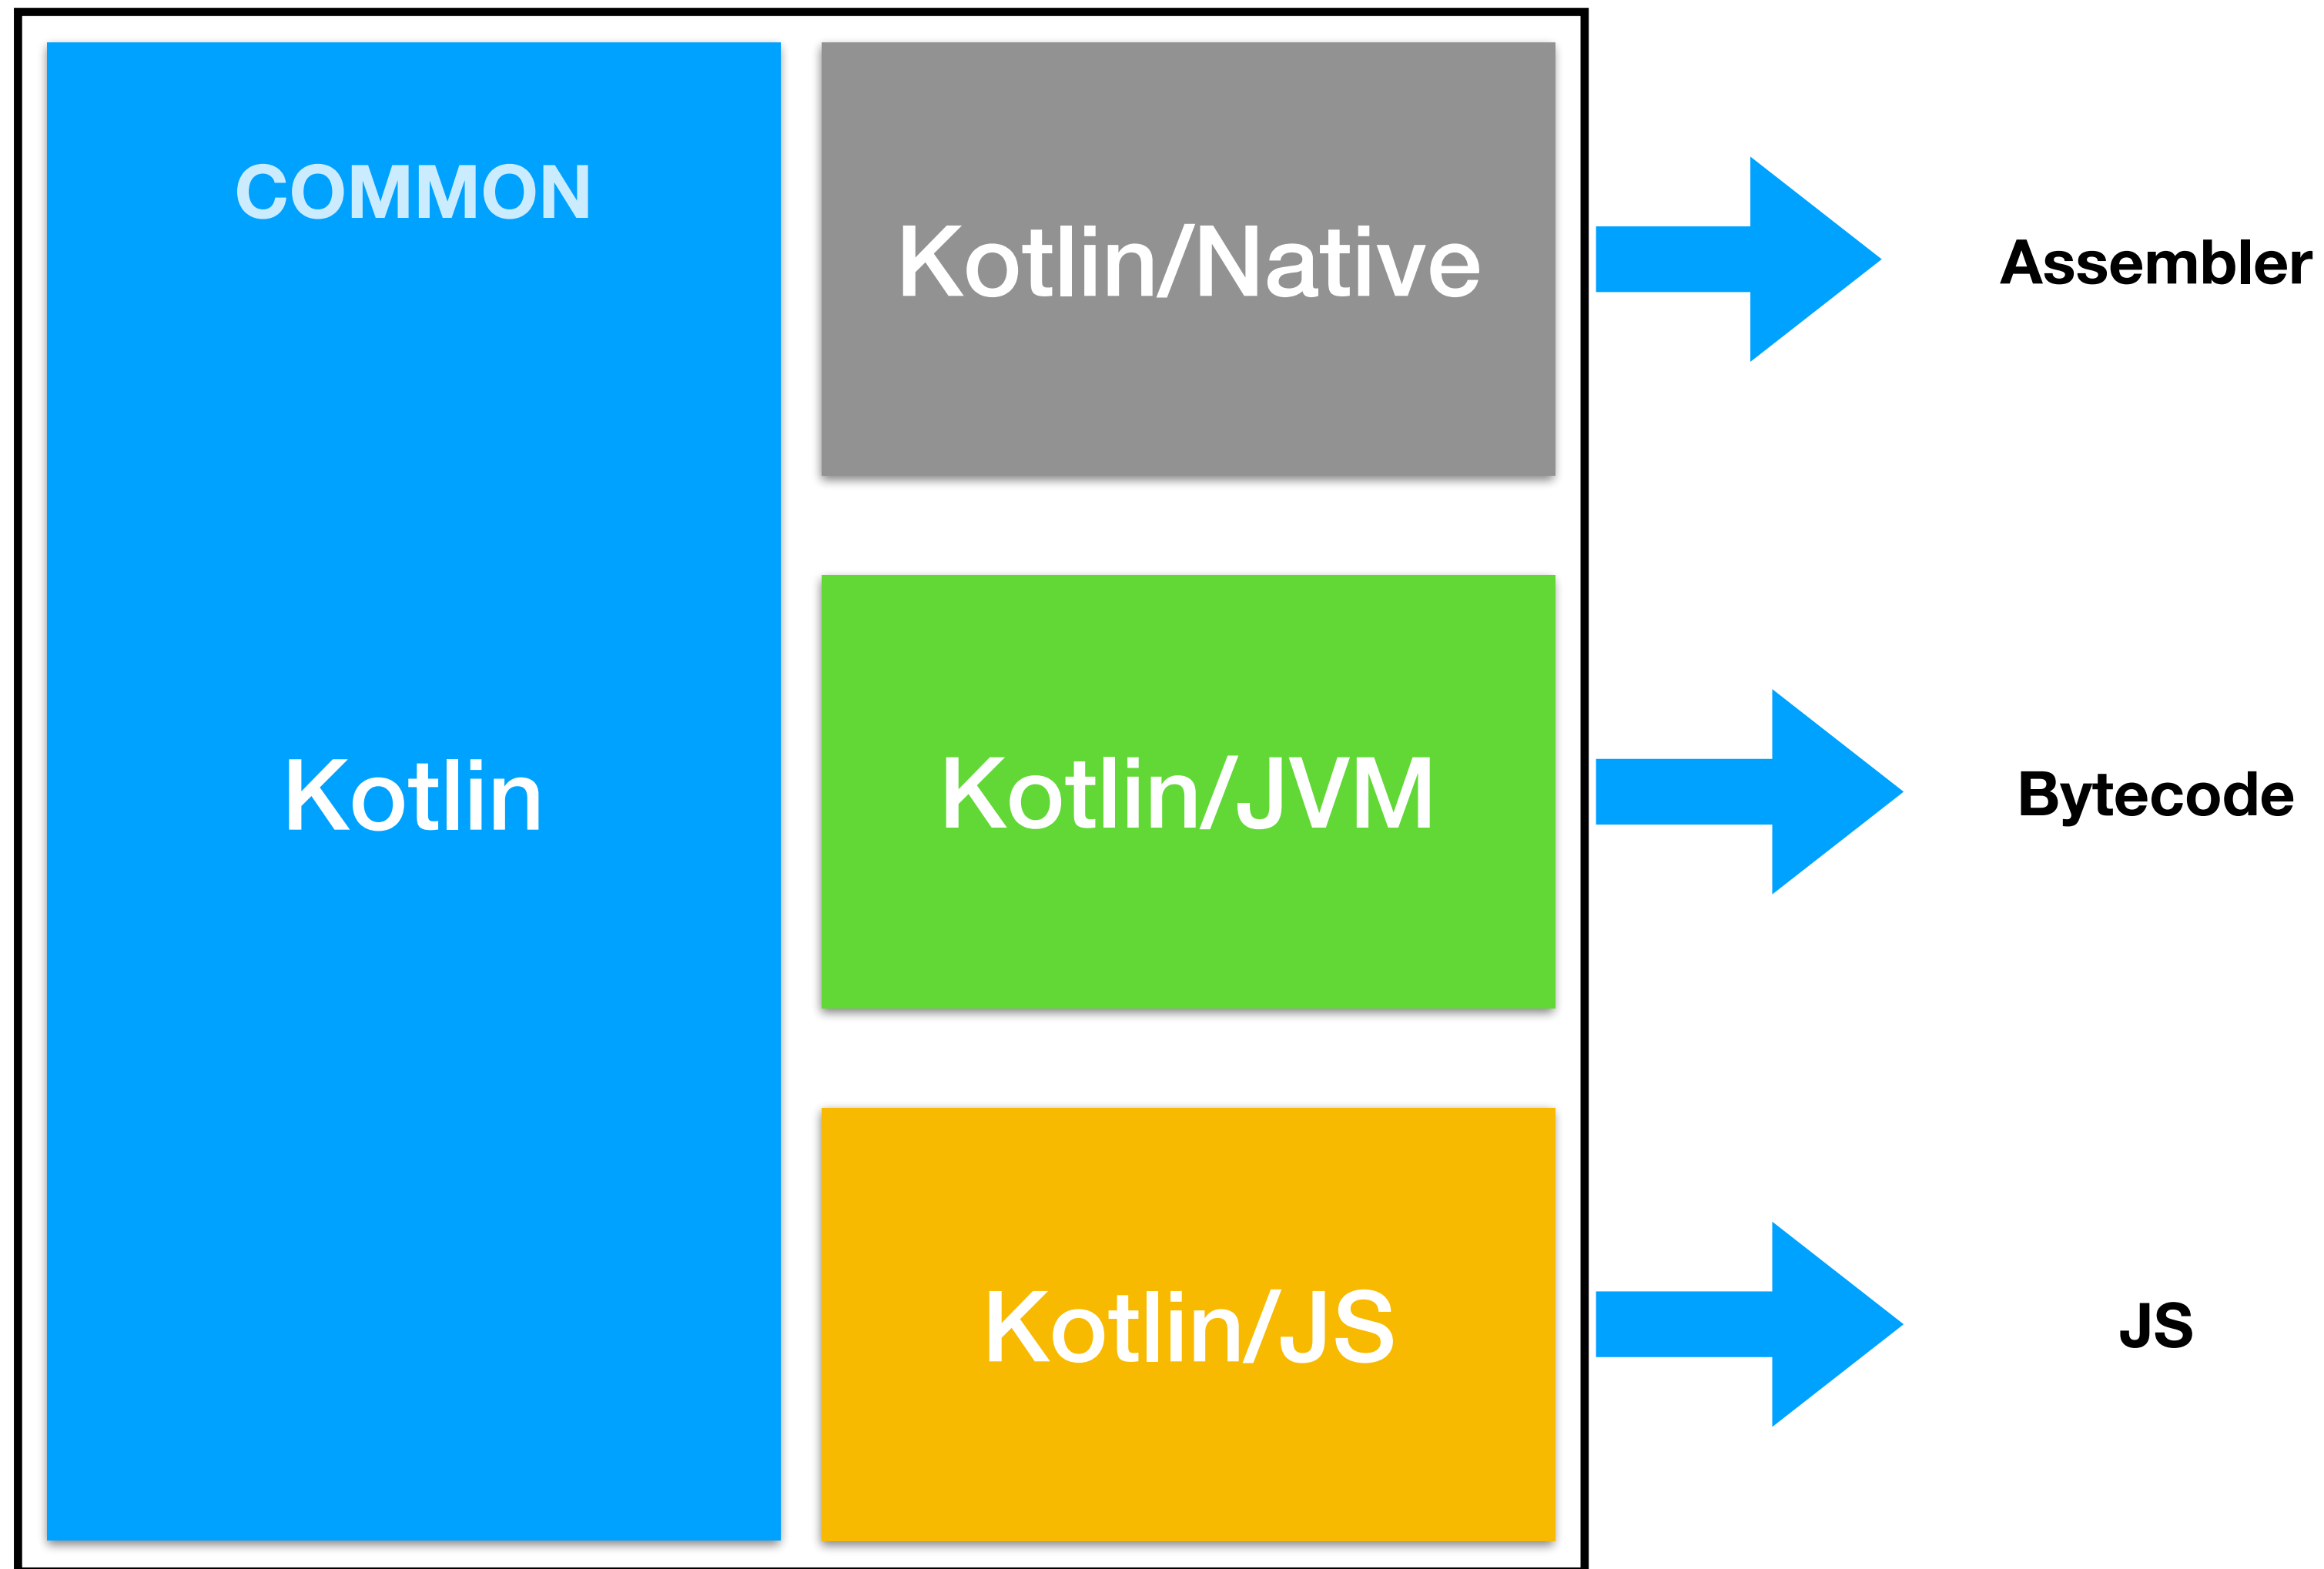 COMMON
Kotlin
Kotlin/Native
Assembler
Kotlin/JVM
Bytecode
Kotlin/JS
JS